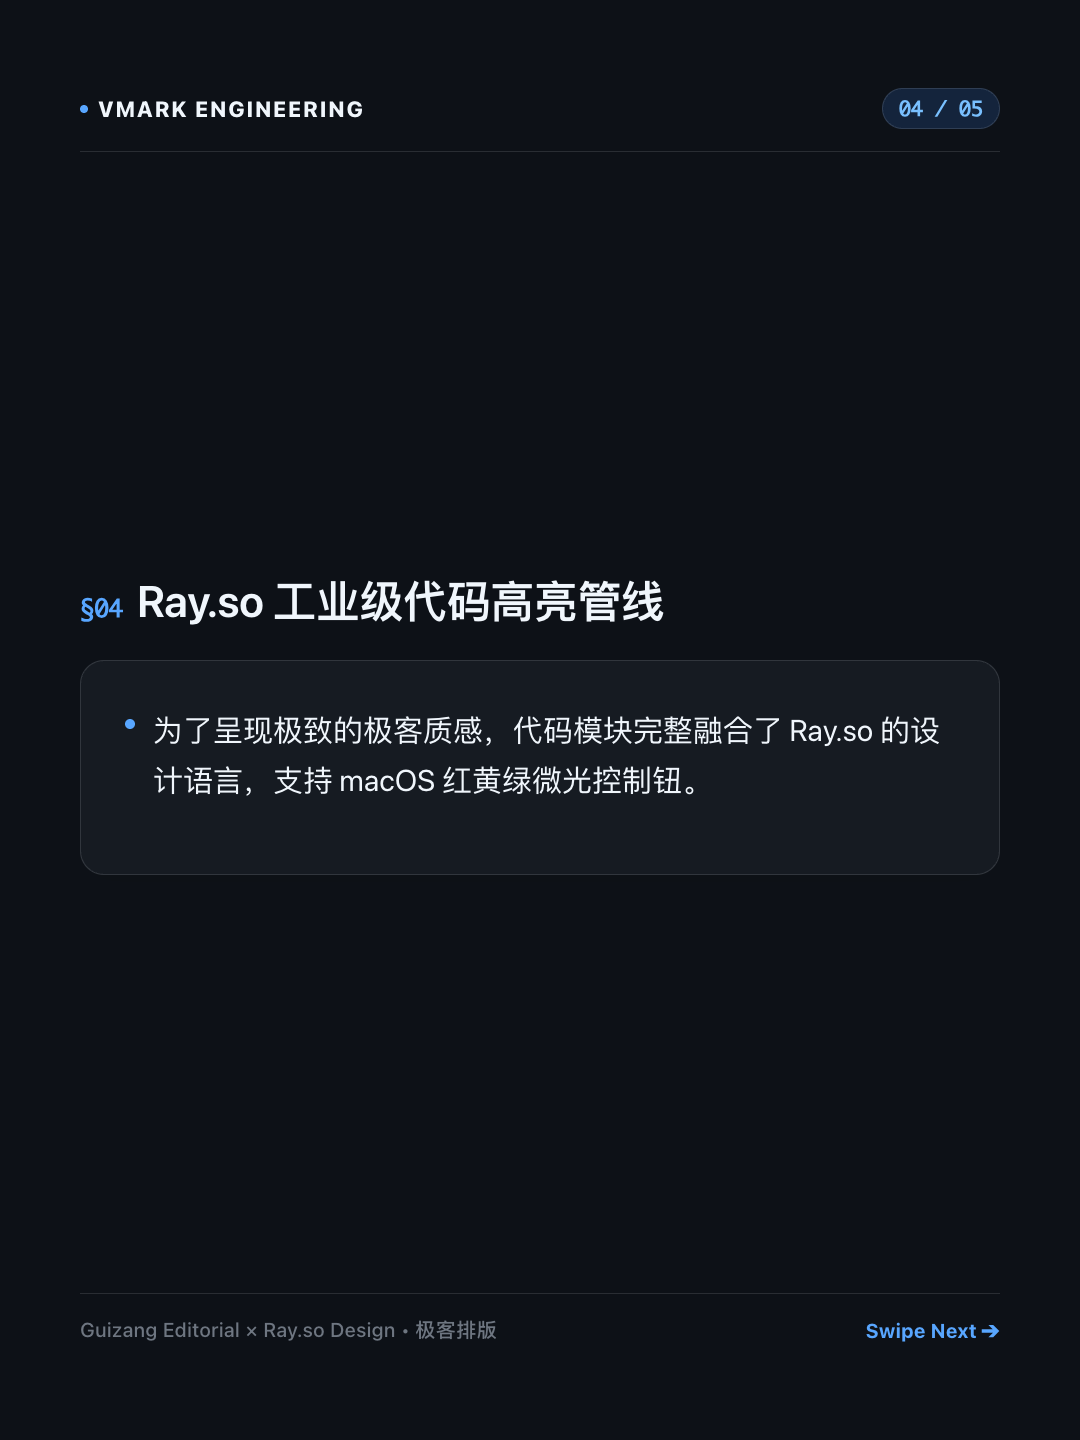 • VMARK ENGINEERING
04 / 05
§04 Ray.so 工业级代码高亮管线
• 为了呈现极致的极客质感，代码模块完整融合了 Ray.so 的设
计语言，支持 macOS 红黄绿微光控制钮。
Guizang Editorial × Ray.so Design • 极客排版
Swipe Next ➔